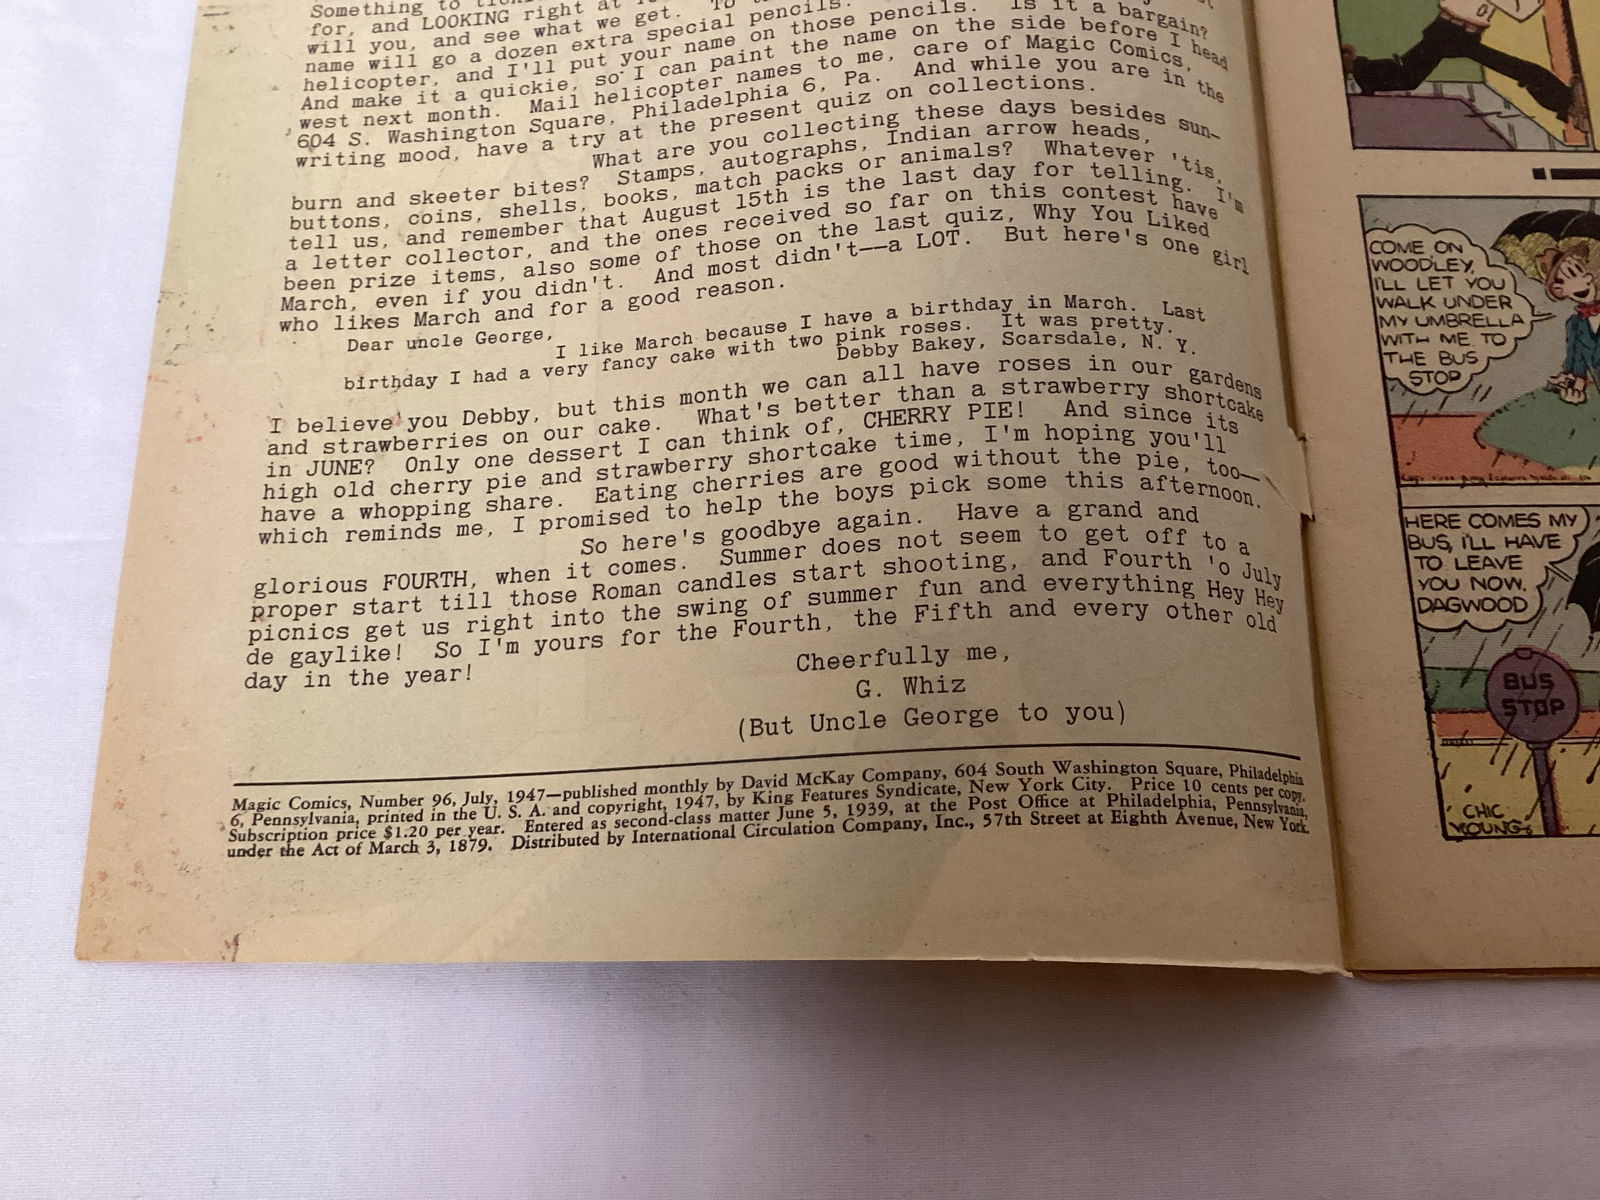 Something to
for, and LOOKING right at
will you, and see what we get. To
name will go a dozen extra special pencils.
helicopter, and I'll put your name on those pencils. Is it a bargain?
And make it a quickie, so I can paint the name on the side before I head
west next month. Mail helicopter names to me, care of Magic Comics,
604 S. Washington Square, Philadelphia 6, Pa. And while you are in the
writing mood, have a try at the present quiz on collections.
What are you collecting these days besides sun-
burn and skeeter bites? Stamps, autographs, Indian arrow heads,
buttons, coins, shells, books, match packs or animals? Whatever 'tis,
tell us, and remember that August 15th is the last day for telling. I'm
a letter collector, and the ones received so far on this contest have
been prize items, also some of those on the last quiz, Why You Liked
March, even if you didn't. And most didn't--a LOT. But here's one girl
who likes March and for a good reason.
Dear uncle George,
I like March because I have a birthday in March. Last
birthday I had a very fancy cake with two pink roses. It was pretty.
Debby Bakey, Scarsdale, N. Y.
I believe you Debby, but this month we can all have roses in our gardens
and strawberries on our cake. What's better than a strawberry shortcake
in JUNE? Only one dessert I can think of, CHERRY PIE! And since its
high old cherry pie and strawberry shortcake time, I'm hoping you'll
have a whopping share. Eating cherries are good without the pie, too--
which reminds me, I promised to help the boys pick some this afternoon.
So here's goodbye again. Have a grand and
glorious FOURTH, when it comes. Summer does not seem to get off to a
proper start till those Roman candles start shooting, and Fourth 'o July
picnics get us right into the swing of summer fun and everything Hey Hey
de gaylike! So I'm yours for the Fourth, the Fifth and every other old
day in the year!
Cheerfully me,
G. Whiz
(But Uncle George to you)
Magic Comics, Number 96, July, 1947—published monthly by David McKay Company, 604 South Washington Square, Philadelphia
6, Pennsylvania, printed in the U. S. A. and copyright, 1947, by King Features Syndicate, New York City. Price 10 cents per copy.
Subscription price $1.20 per year. Entered as second-class matter June 5, 1939, at the Post Office at Philadelphia, Pennsylvania,
under the Act of March 3, 1879. Distributed by International Circulation Company, Inc., 57th Street at Eighth Avenue, New York.
COME ON
WOODLEY,
I'LL LET YOU
WALK UNDER
MY UMBRELLA
WITH ME TO
THE BUS
STOP
HERE COMES MY
BUS, I'LL HAVE
TO LEAVE
YOU NOW,
DAGWOOD
BUS
STOP
CHIC
YOUNG